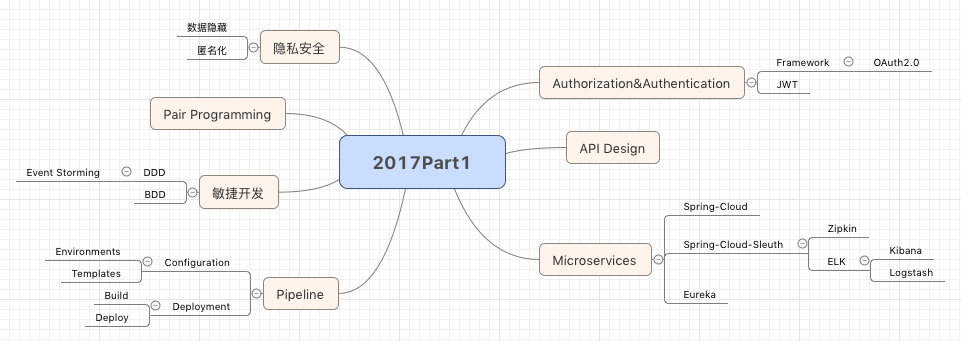 2017Part1
Authorization&Authentication
Framework
OAuth2.0
JWT
API Design
Microservices
Spring-Cloud
Spring-Cloud-Sleuth
Zipkin
ELK
Kibana
Logstash
Eureka
隐私安全
数据隐藏
匿名化
Pair Programming
敏捷开发
DDD
Event Storming
BDD
Pipeline
Configuration
Environments
Templates
Deployment
Build
Deploy